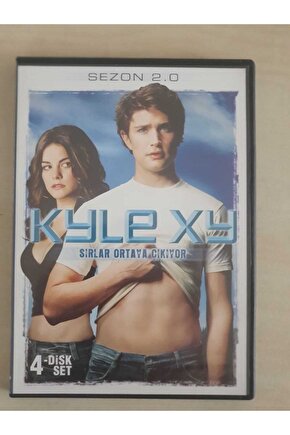 SEZON 2.0
KYLE XY
SIRLAR ORTAYA ÇIKIYOR
4-DISK
SET